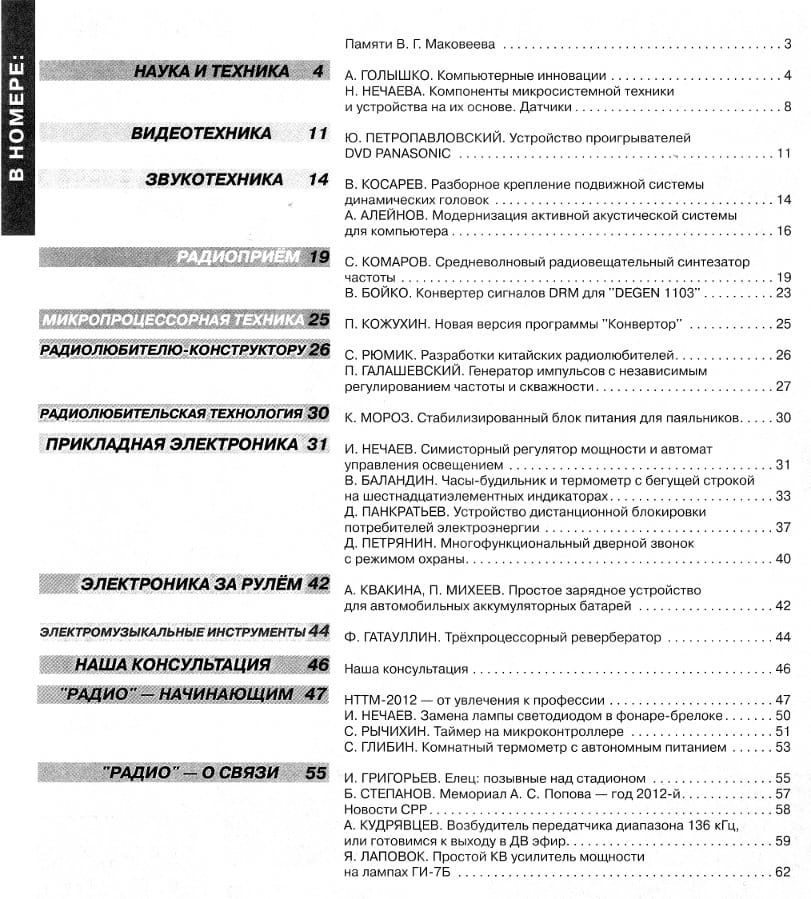 В НОМЕРЕ:
Памяти В. Г. Маковеева 3
НАУКА И ТЕХНИКА 4
А. ГОЛЫШКО. Компьютерные инновации 4
Н. НЕЧАЕВА. Компоненты микросистемной техники
и устройства на их основе. Датчики 8
ВИДЕОТЕХНИКА 11
Ю. ПЕТРОПАВЛОВСКИЙ. Устройство проигрывателей
DVD PANASONIC 11
ЗВУКОТЕХНИКА 14
В. КОСАРЕВ. Разборное крепление подвижной системы
динамических головок 14
А. АЛЕЙНОВ. Модернизация активной акустической системы
для компьютера 16
РАДИОПРИЁМ 19
С. КОМАРОВ. Средневолновый радиовещательный синтезатор
частоты 19
В. БОЙКО. Конвертер сигналов DRM для "DEGEN 1103" 23
МИКРОПРОЦЕССОРНАЯ ТЕХНИКА 25
П. КОЖУХИН. Новая версия программы "Конвертор" 25
РАДИОЛЮБИТЕЛЮ-КОНСТРУКТОРУ 26
С. РЮМИК. Разработки китайских радиолюбителей 26
П. ГАЛАШЕВСКИЙ. Генератор импульсов с независимым
регулированием частоты и скважности 27
РАДИОЛЮБИТЕЛЬСКАЯ ТЕХНОЛОГИЯ 30
К. МОРОЗ. Стабилизированный блок питания для паяльников 30
ПРИКЛАДНАЯ ЭЛЕКТРОНИКА 31
И. НЕЧАЕВ. Симисторный регулятор мощности и автомат
управления освещением 31
В. БАЛАНДИН. Часы-будильник и термометр с бегущей строкой
на шестнадцатиэлементных индикаторах 33
Д. ПАНКРАТЬЕВ. Устройство дистанционной блокировки
потребителей электроэнергии 37
Д. ПЕТРЯНИН. Многофункциональный дверной звонок
с режимом охраны 40
ЭЛЕКТРОНИКА ЗА РУЛЁМ 42
А. КВАКИНА, П. МИХЕЕВ. Простое зарядное устройство
для автомобильных аккумуляторных батарей 42
ЭЛЕКТРОМУЗЫКАЛЬНЫЕ ИНСТРУМЕНТЫ 44
Ф. ГАТАУЛЛИН. Трёхпроцессорный ревербератор 44
НАША КОНСУЛЬТАЦИЯ 46
Наша консультация 46
"РАДИО" — НАЧИНАЮЩИМ 47
НТТМ-2012 — от увлечения к профессии 47
И. НЕЧАЕВ. Замена лампы светодиодом в фонаре-брелоке 50
С. РЫЧИХИН. Таймер на микроконтроллере 51
С. ГЛИБИН. Комнатный термометр с автономным питанием 53
"РАДИО" — О СВЯЗИ 55
И. ГРИГОРЬЕВ. Елец: позывные над стадионом 55
Б. СТЕПАНОВ. Мемориал А. С. Попова — год 2012-й 57
Новости СРР 58
А. КУДРЯВЦЕВ. Возбудитель передатчика диапазона 136 кГц,
или готовимся к выходу в ДВ эфир 59
Я. ЛАПОВОК. Простой КВ усилитель мощности
на лампах ГИ-7Б 62